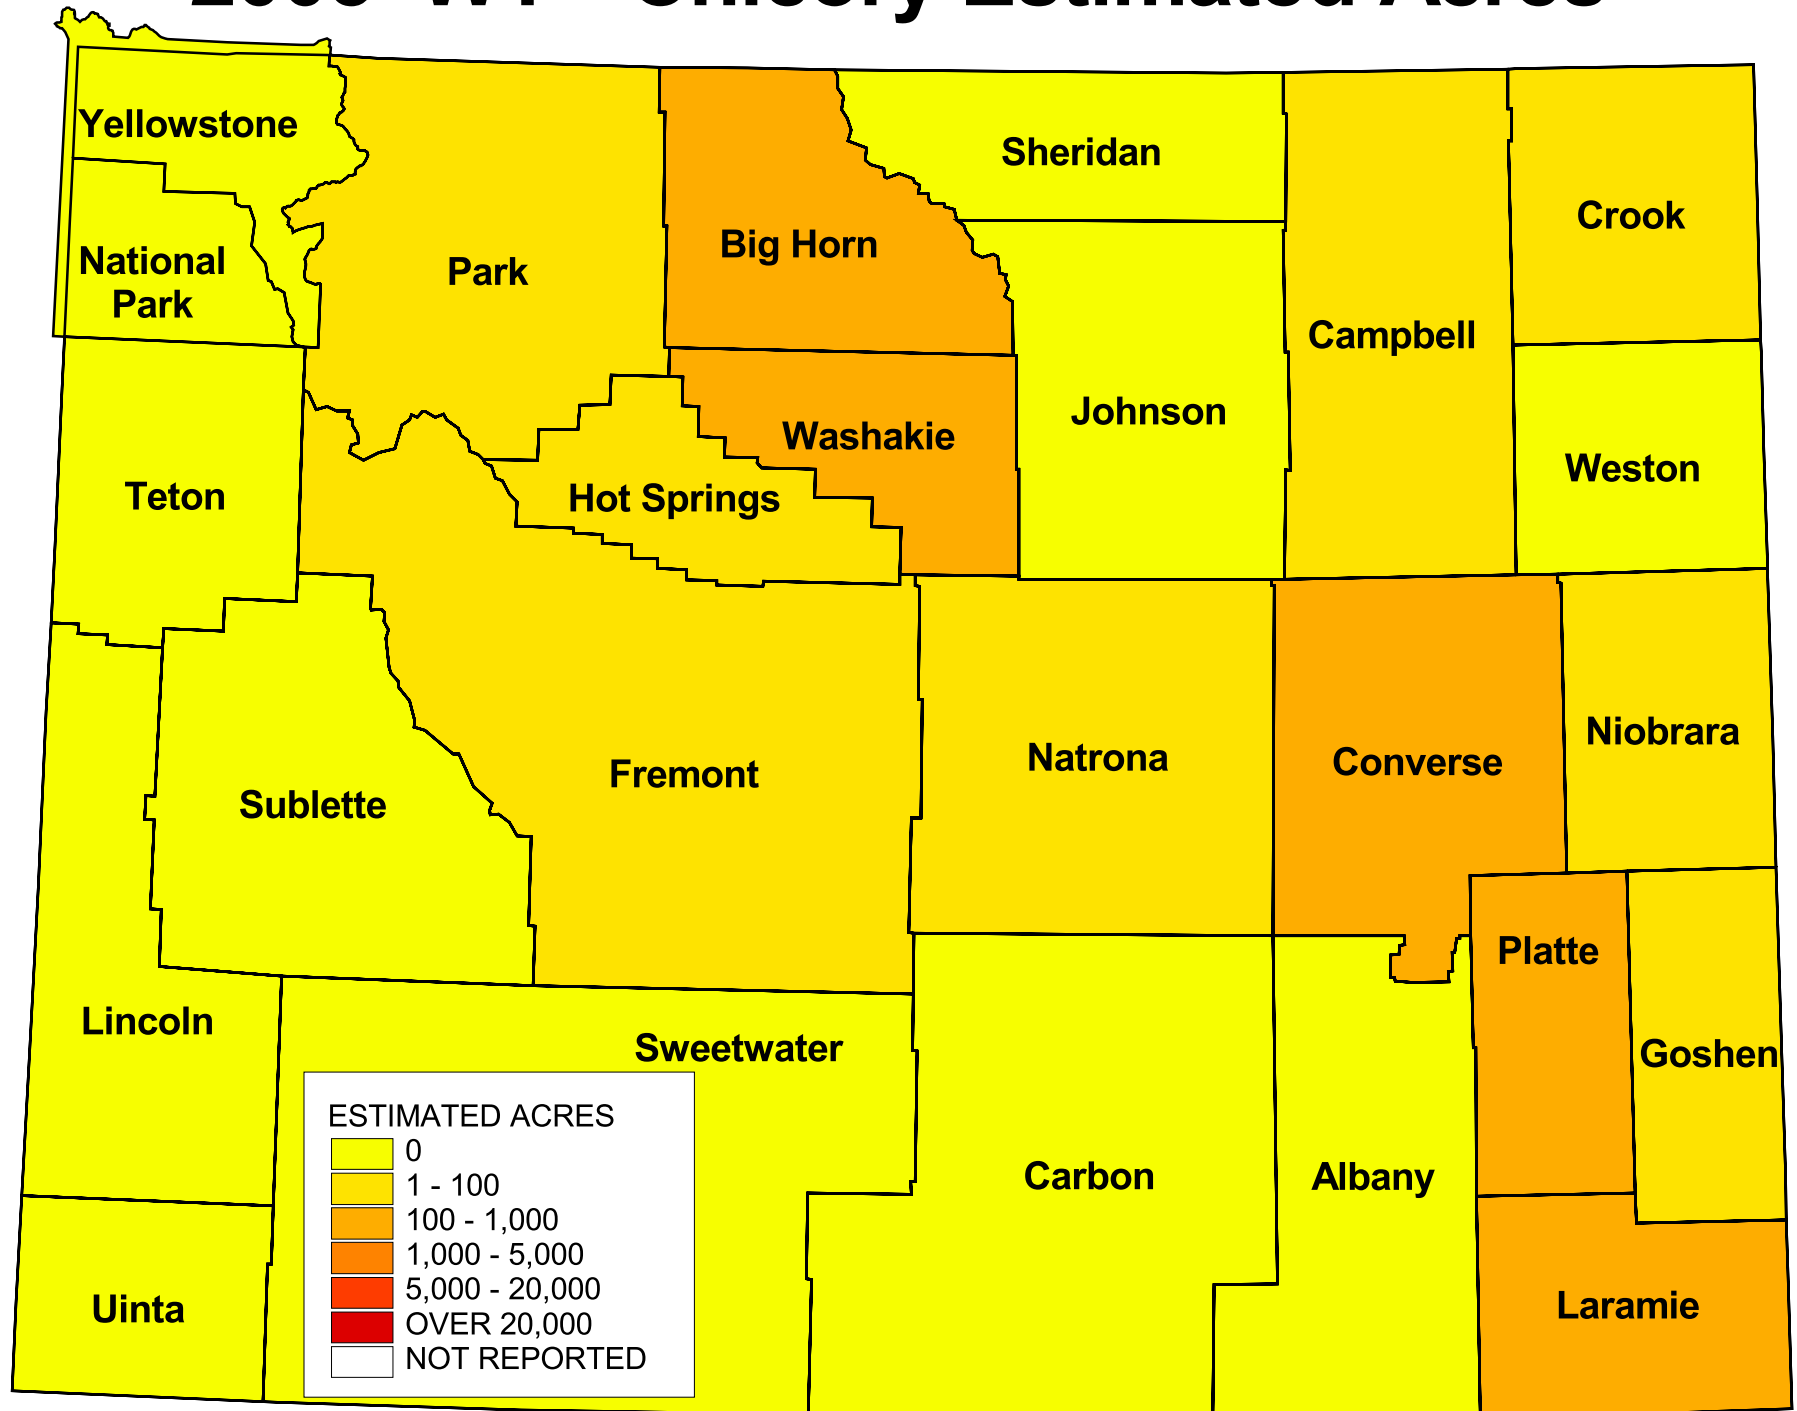 Estimated Acres
Yellowstone
National
Park
Park
Big Horn
Sheridan
Campbell
Crook
Johnson
Washakie
Hot Springs
Weston
Teton
Sublette
Fremont
Natrona
Converse
Niobrara
Platte
Goshen
Lincoln
Sweetwater
Carbon
Albany
Uinta
Laramie
ESTIMATED ACRES
0
1 - 100
100 - 1,000
1,000 - 5,000
5,000 - 20,000
OVER 20,000
NOT REPORTED